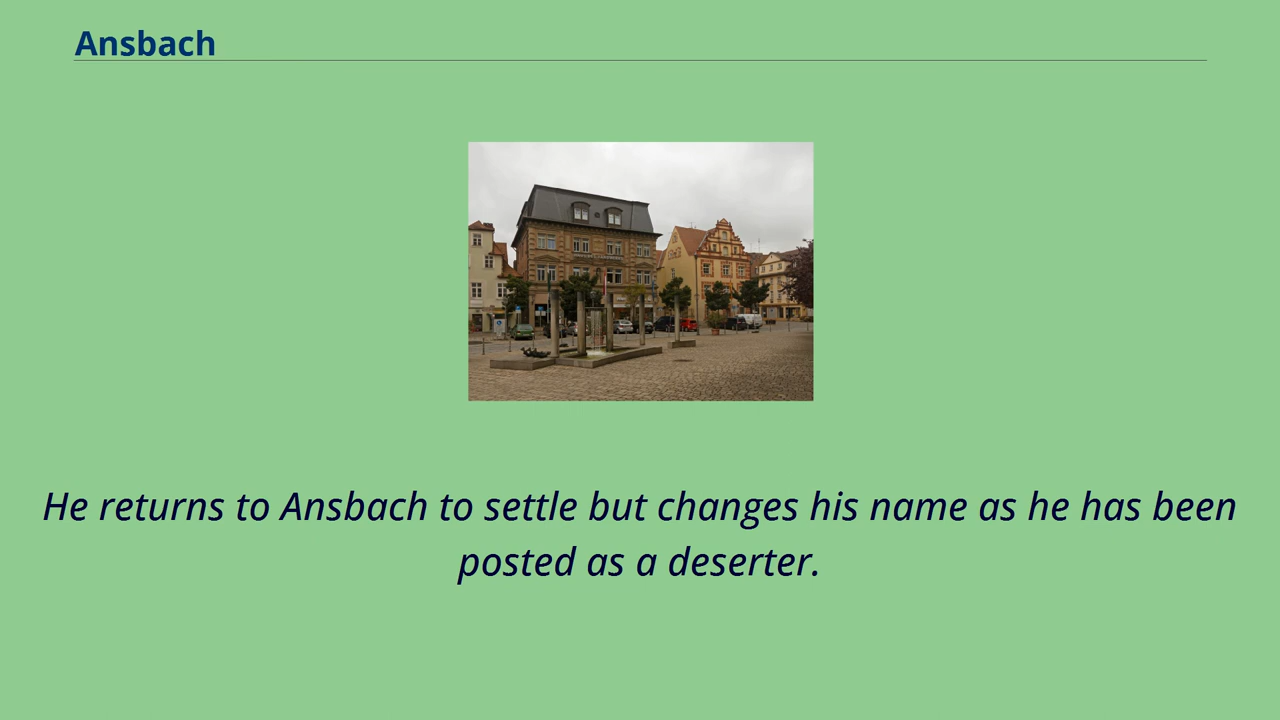 Ansbach
He returns to Ansbach to settle but changes his name as he has been
posted as a deserter.